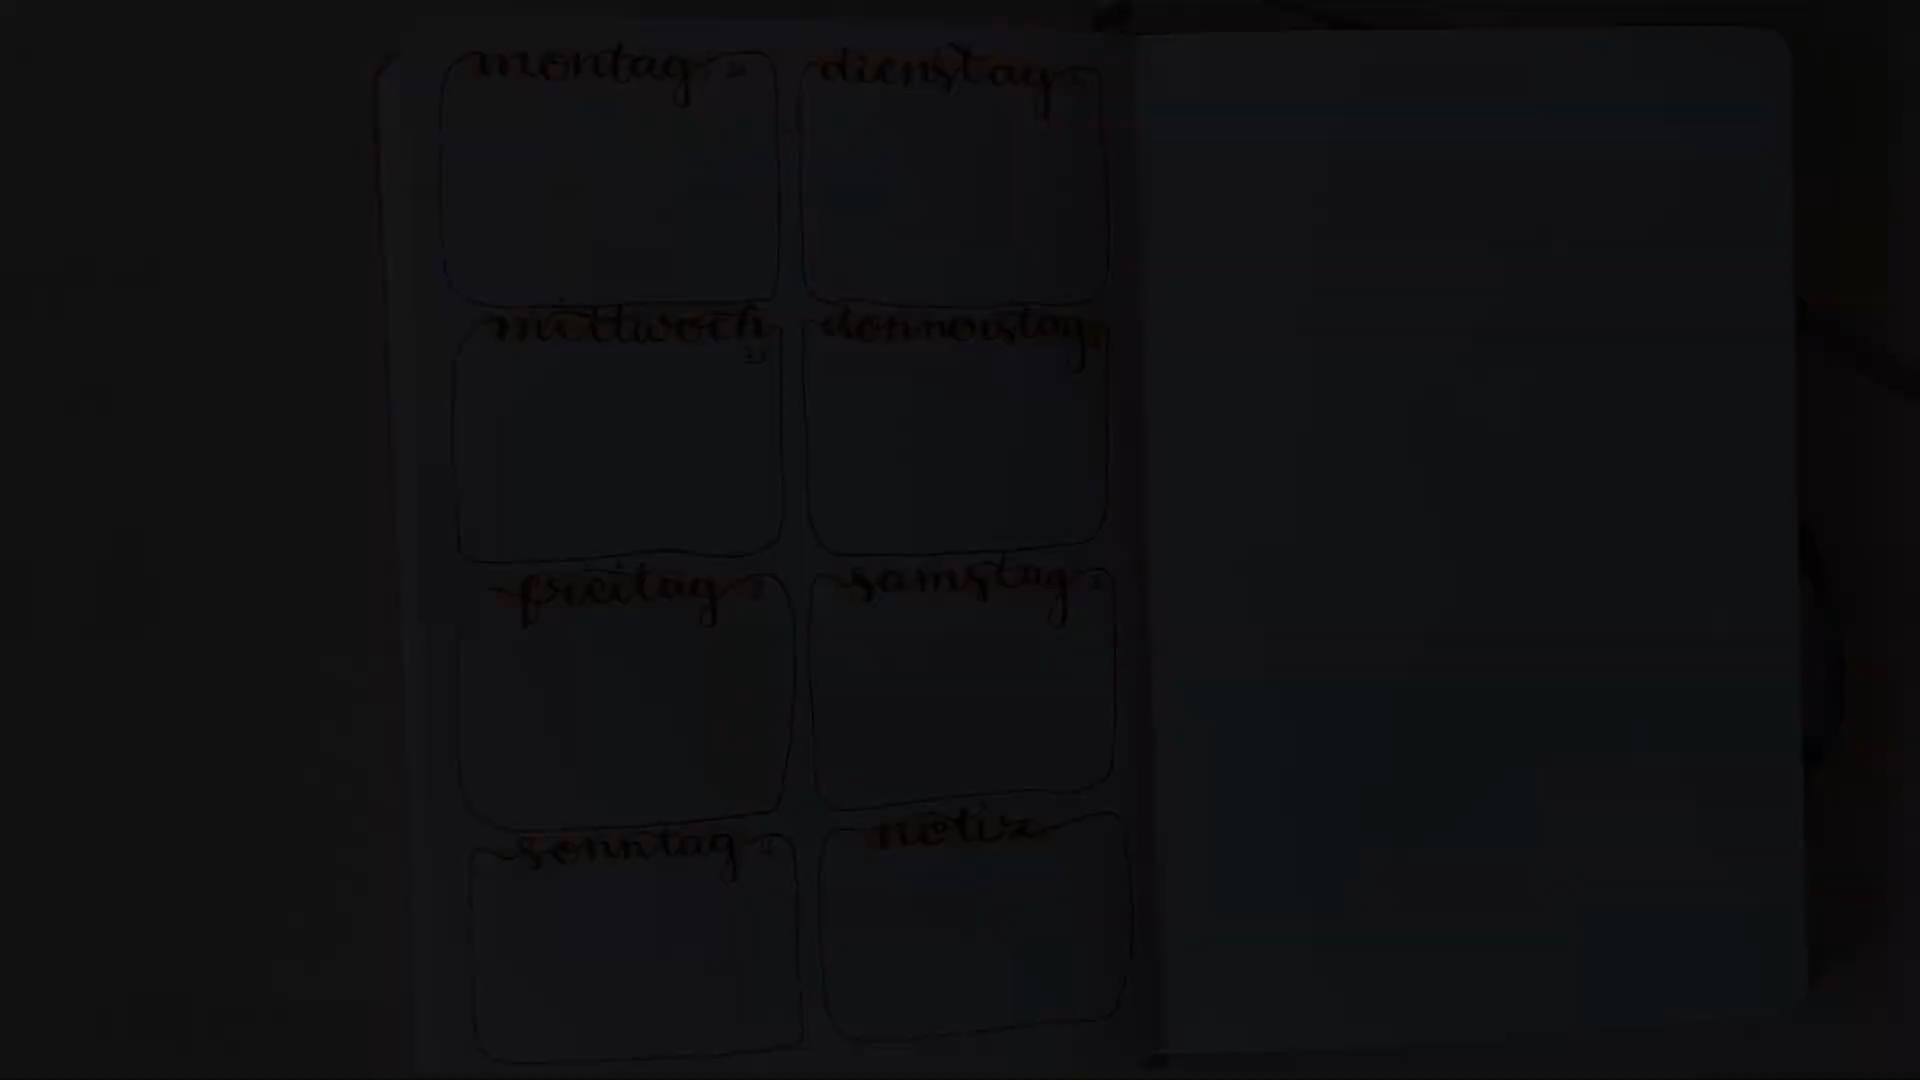 montag
dienstag
mittwoch
donnerstag
freitag
samstag
sonntag
notiz